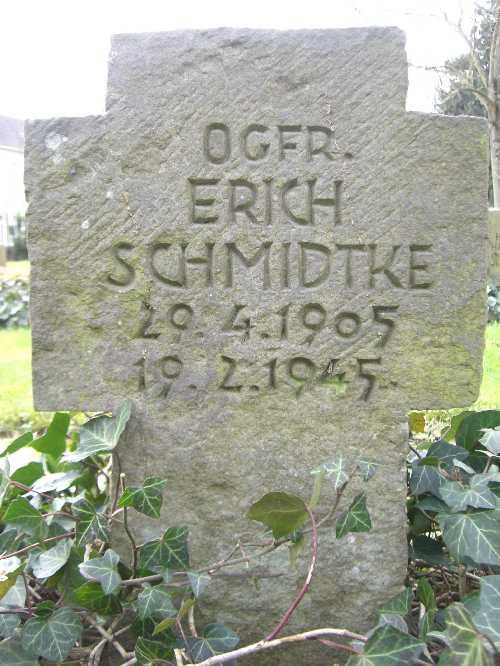 OGFR.
ERICH
SCHMIDTKE
29.4.1905
19.2.1945